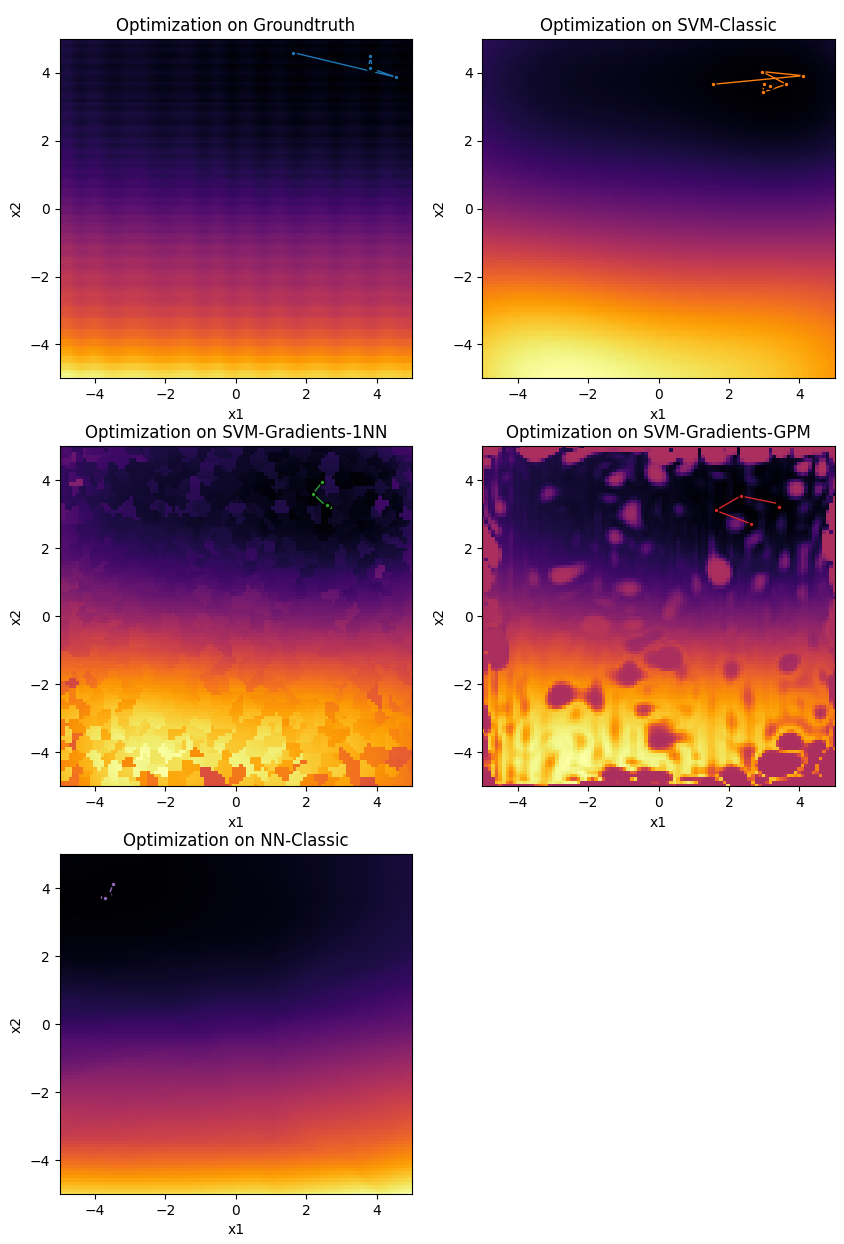 Optimization on Groundtruth
4
2
0
−2
−4
x2
−4 −2 0 2 4
x1
Optimization on SVM-Classic
4
2
0
−2
−4
x2
−4 −2 0 2 4
x1
Optimization on SVM-Gradients-1NN
4
2
0
−2
−4
x2
−4 −2 0 2 4
x1
Optimization on SVM-Gradients-GPM
4
2
0
−2
−4
x2
−4 −2 0 2 4
x1
Optimization on NN-Classic
4
2
0
−2
−4
x2
−4 −2 0 2 4
x1